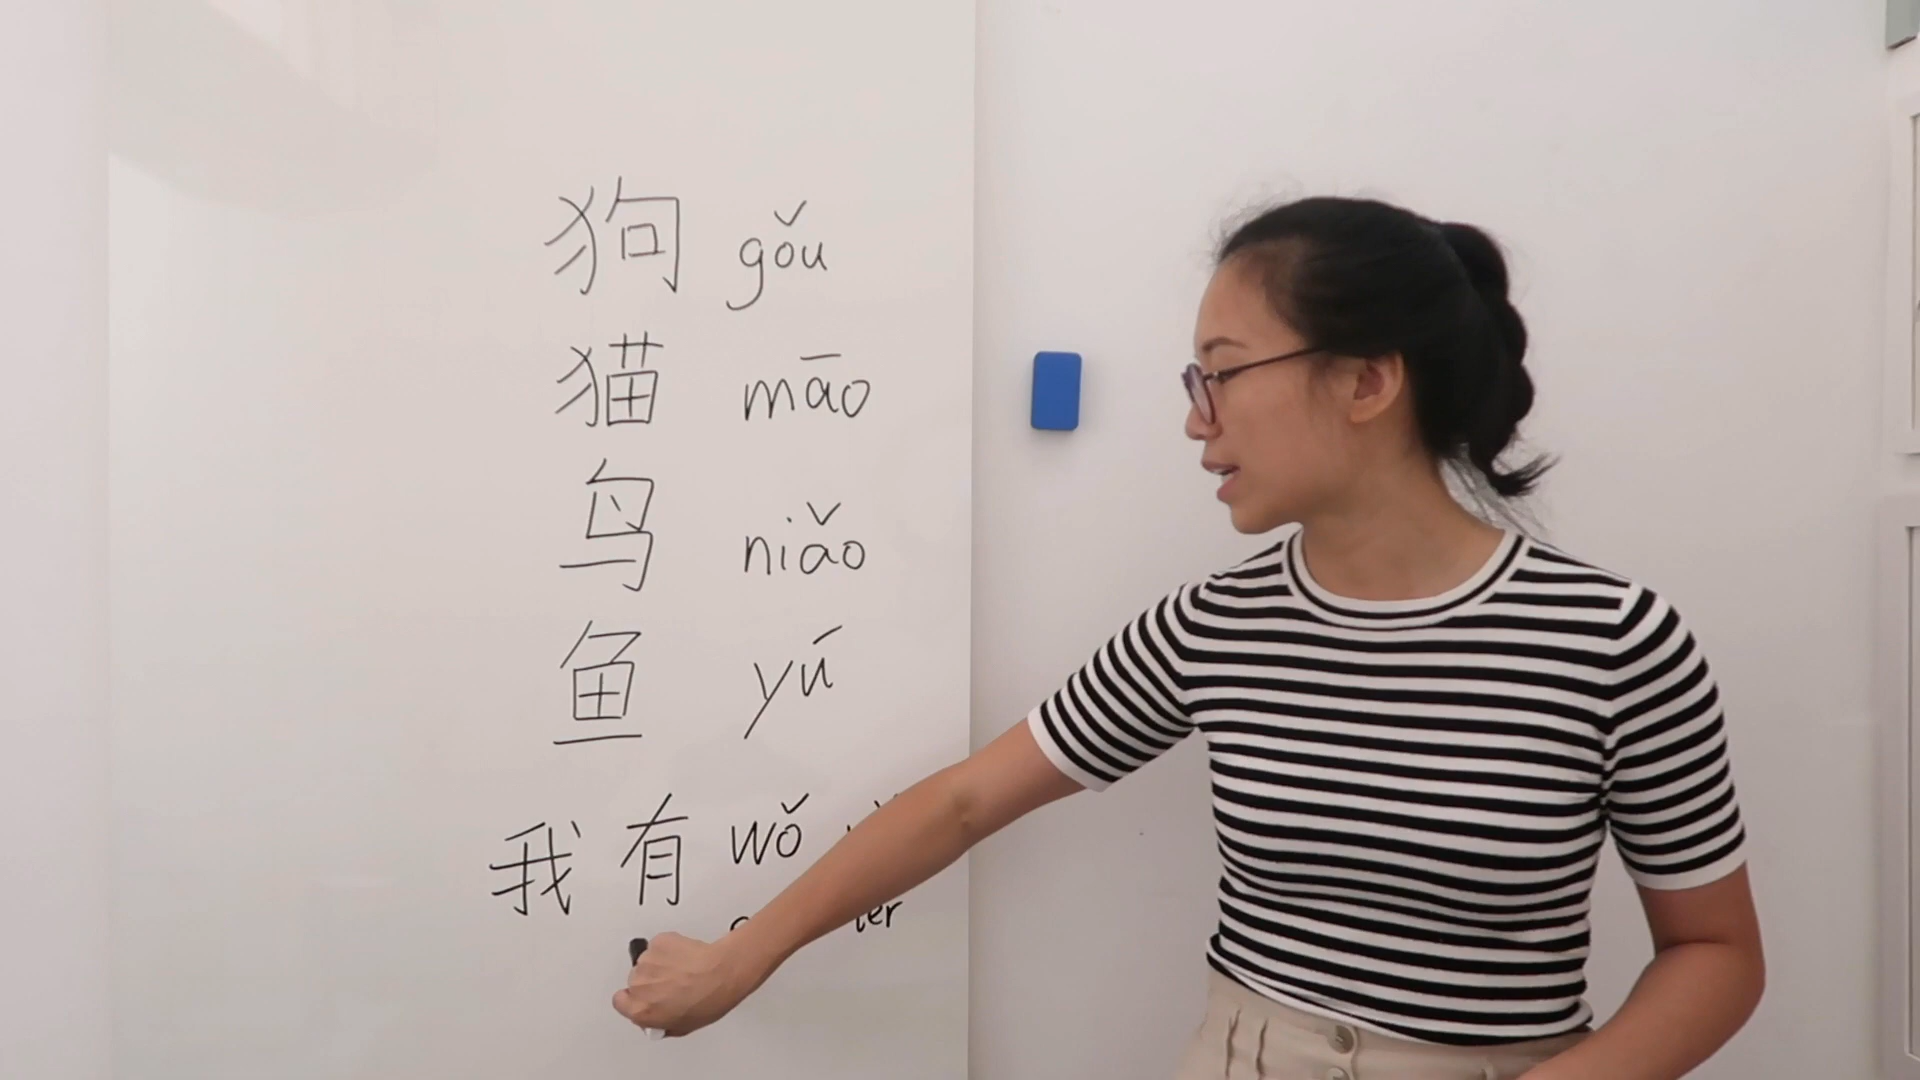 狗 gǒu
猫 māo
鸟 niǎo
鱼 yú
我 有 wǒ